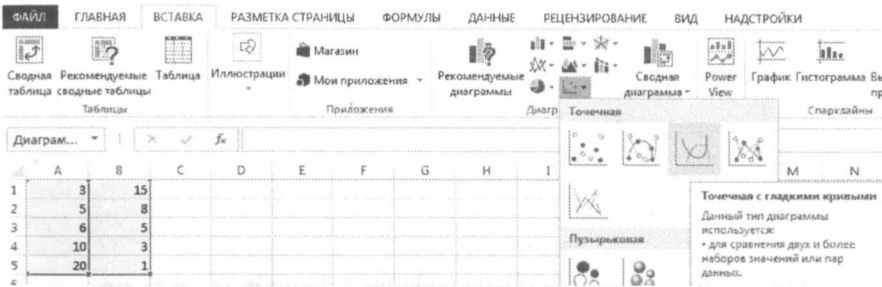 ФАЙЛ ГЛАВНАЯ ВСТАВКА РАЗМЕТКА СТРАНИЦЫ ФОРМУЛЫ ДАННЫЕ РЕЦЕНЗИРОВАНИЕ ВИД НАДСТРОЙКИ
Магазин
Мои приложения
Сводная таблица
Рекомендуемые сводные таблицы
Таблица
Иллюстрации
Рекомендуемые диаграммы
Сводная диаграмма
Power View
График Гистограмма
Таблицы Приложения Спарклайны
Точечная
Диаграм... fx
A B C D E F G H I M N
1 3 15
2 5 8
3 6 5
4 10 3
5 20 1
Точечная с гладкими кривыми
Данный тип диаграммы
используется:
• для сравнения двух и более
наборов значений или пар
данных.
Пузырьковая